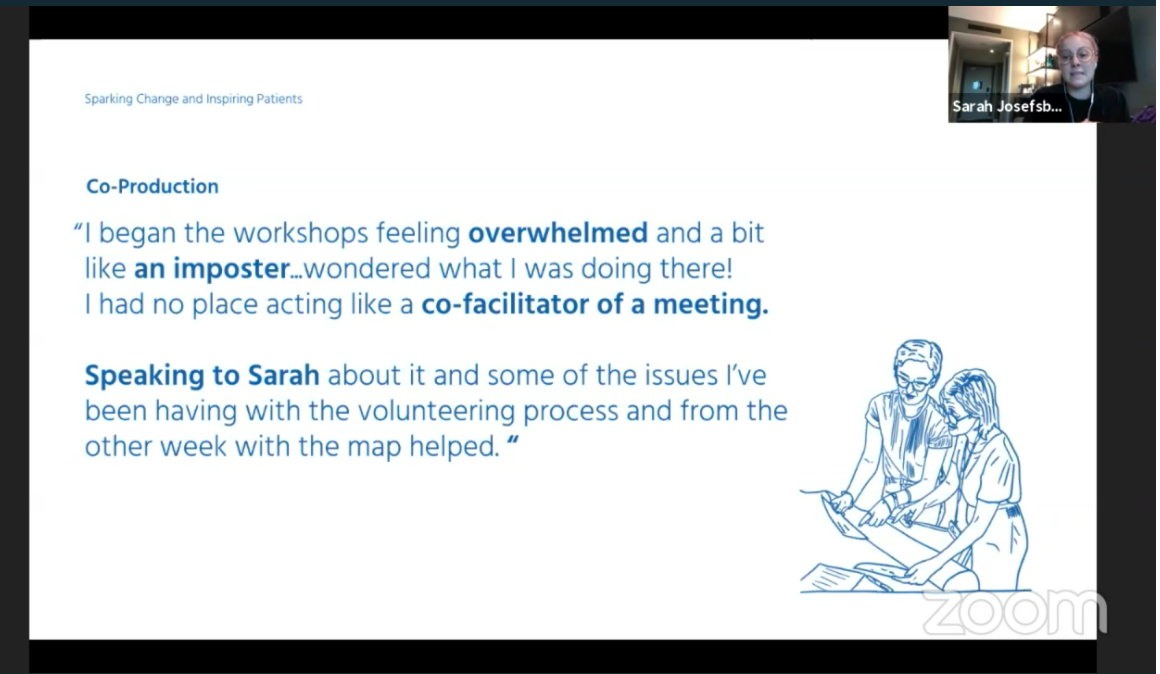 Sarah Josefsb...
Sparking Change and Inspiring Patients
Co-Production
“I began the workshops feeling overwhelmed and a bit
like an imposter...wondered what I was doing there!
I had no place acting like a co-facilitator of a meeting.
Speaking to Sarah about it and some of the issues I’ve
been having with the volunteering process and from the
other week with the map helped. “
zoom